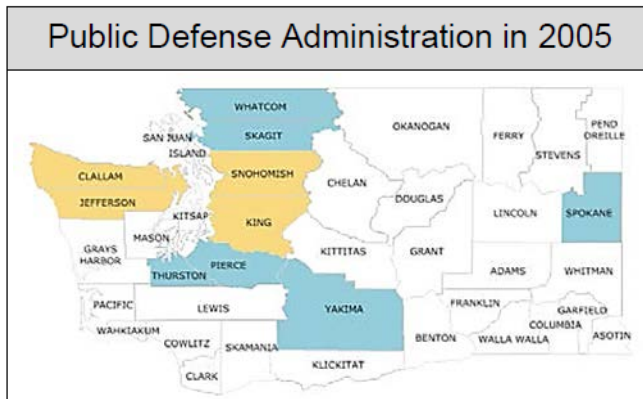 Public Defense Administration in 2005
WHATCOM
SKAGIT
SAN JUAN
ISLAND
OKANOGAN
FERRY
STEVENS
PEND
OREILLE
CLALLAM
JEFFERSON
SNOHOMISH
CHELAN
DOUGLAS
KITSAP
KING
LINCOLN
SPOKANE
MASON
GRAYS
HARBOR
KITTITAS
GRANT
THURSTON
PIERCE
ADAMS
WHITMAN
PACIFIC
LEWIS
YAKIMA
FRANKLIN
GARFIELD
COLUMBIA
WAHKIAKUM
COWLITZ
SKAMANIA
BENTON
WALLA WALLA
ASOTIN
KLICKITAT
CLARK